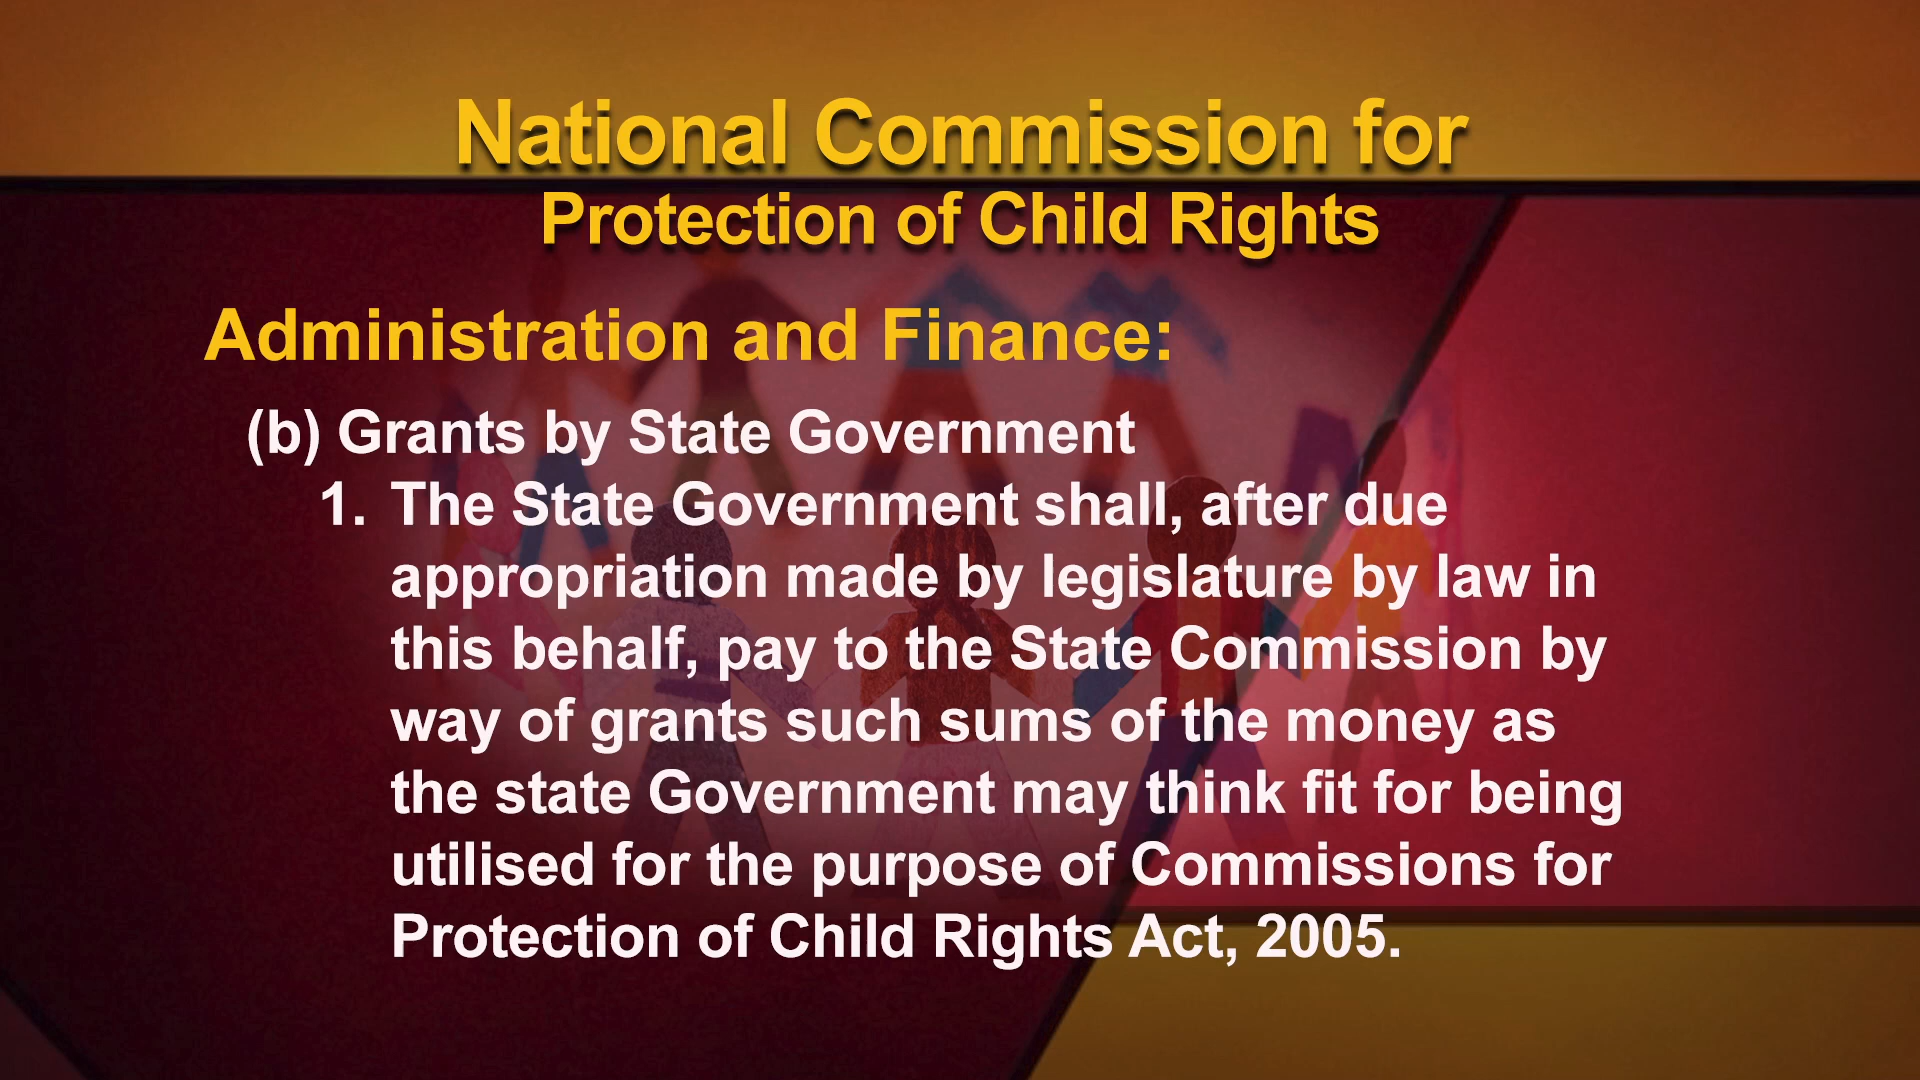 National Commission for
Protection of Child Rights
Administration and Finance:
(b) Grants by State Government
1. The State Government shall, after due
appropriation made by legislature by law in
this behalf, pay to the State Commission by
way of grants such sums of the money as
the state Government may think fit for being
utilised for the purpose of Commissions for
Protection of Child Rights Act, 2005.